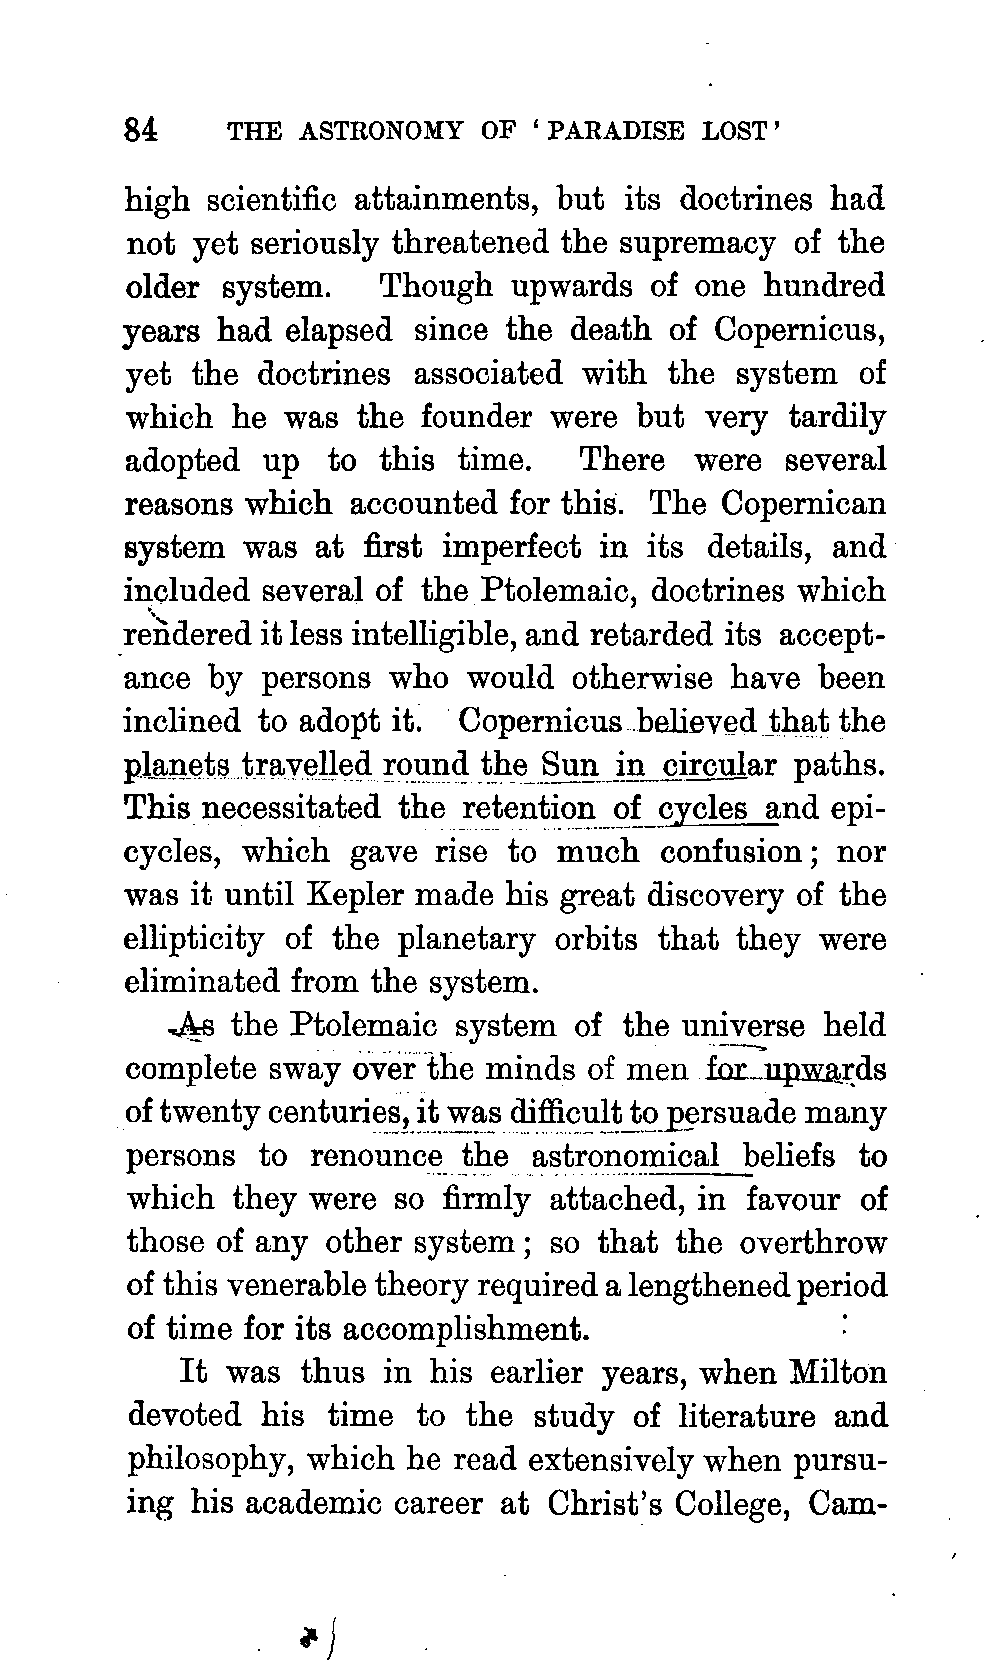 84 THE ASTRONOMY OF ‘PARADISE LOST’
high scientific attainments, but its doctrines had
not yet seriously threatened the supremacy of the
older system. Though upwards of one hundred
years had elapsed since the death of Copernicus,
yet the doctrines associated with the system of
which he was the founder were but very tardily
adopted up to this time. There were several
reasons which accounted for this. The Copernican
system was at first imperfect in its details, and
included several of the Ptolemaic, doctrines which
rendered it less intelligible, and retarded its accept-
ance by persons who would otherwise have been
inclined to adopt it. Copernicus believed that the
planets travelled round the Sun in circular paths.
This necessitated the retention of cycles and epi-
cycles, which gave rise to much confusion; nor
was it until Kepler made his great discovery of the
ellipticity of the planetary orbits that they were
eliminated from the system.
As the Ptolemaic system of the universe held
complete sway over the minds of men for upwards
of twenty centuries, it was difficult to persuade many
persons to renounce the astronomical beliefs to
which they were so firmly attached, in favour of
those of any other system; so that the overthrow
of this venerable theory required a lengthened period
of time for its accomplishment.
It was thus in his earlier years, when Milton
devoted his time to the study of literature and
philosophy, which he read extensively when pursu-
ing his academic career at Christ’s College, Cam-